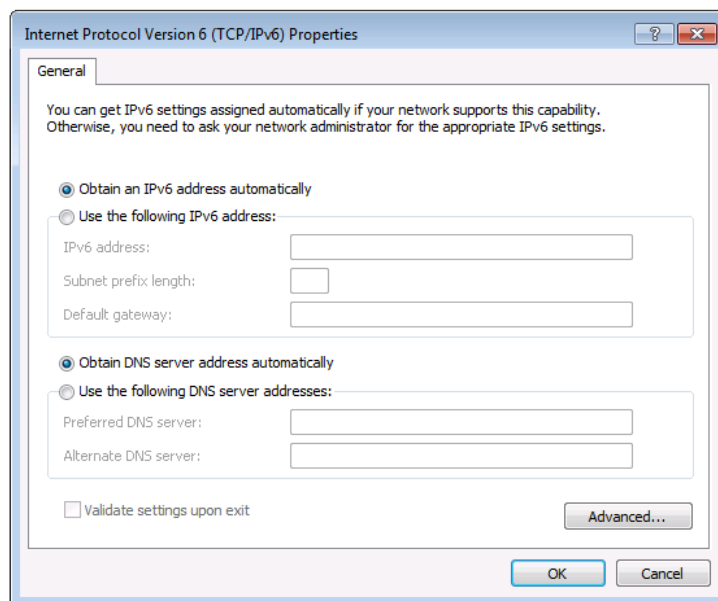 Internet Protocol Version 6 (TCP/IPv6) Properties
?
General
You can get IPv6 settings assigned automatically if your network supports this capability.
Otherwise, you need to ask your network administrator for the appropriate IPv6 settings.
Obtain an IPv6 address automatically
Use the following IPv6 address:
IPv6 address:
Subnet prefix length:
Default gateway:
Obtain DNS server address automatically
Use the following DNS server addresses:
Preferred DNS server:
Alternate DNS server:
Validate settings upon exit
Advanced...
OK Cancel